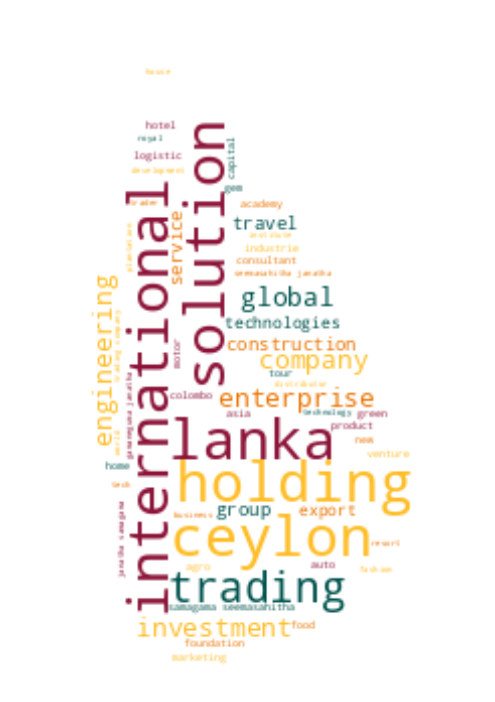 house
hotel
royal
logistic
development
trader
international
solution
capital
gem
academy
travel
institute
industrie
consultant
seemasahitha janatha
service
plantation
global
technologies
engineering
trading company
construction
company
motor
tour
distributor
gamameguna janatha
colombo
enterprise
asia
technology
green
product
lanka
new
world
venture
home
tech
holding
janatha samagama
business
group
export
ceylon
resort
agro
auto
fashion
trading
samagama seemasahitha
investment
food
foundation
marketing